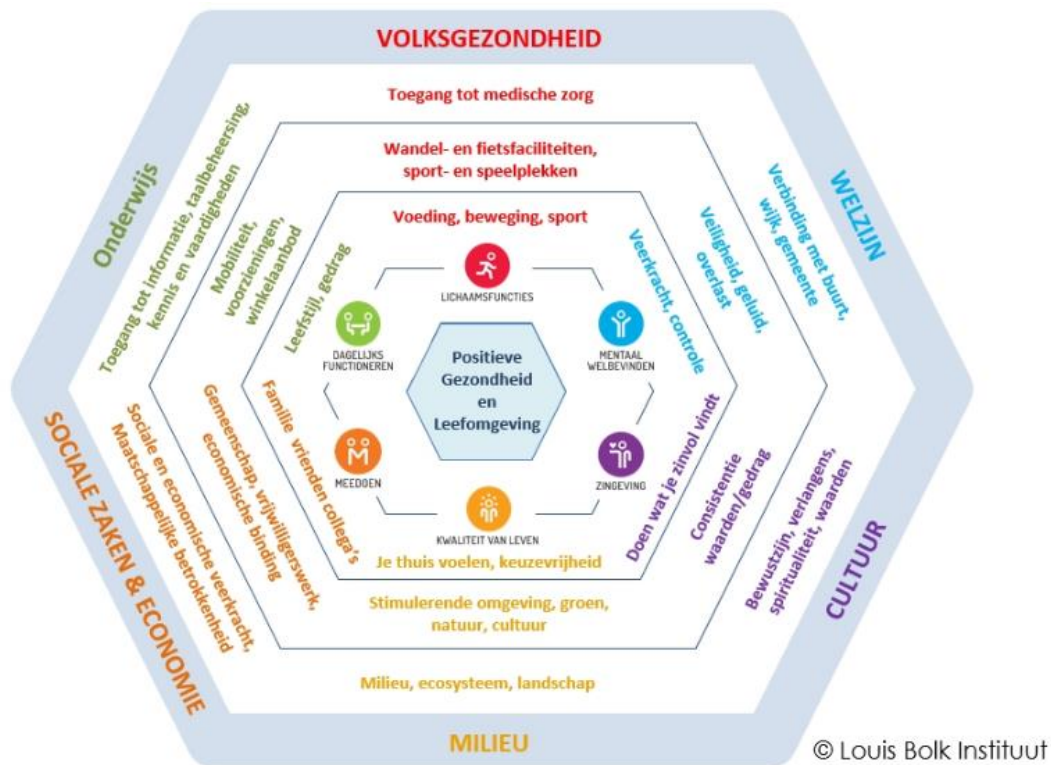 VOLKSGEZONDHEID
Toegang tot medische zorg
Wandel- en fietsfaciliteiten,
sport- en speelplekken
Voeding, beweging, sport
LICHAAMSFUNCTIES
WELZIJN
Verbinding met buurt,
wijk, gemeente
Veiligheid, geluid,
overlast
Veerkracht, controle
MENTAAL
WELBEVINDEN
CULTUUR
Bewustzijn, verlangens,
spiritualiteit, waarden
Consistentie
waarden/gedrag
Doen wat je zinvol vindt
ZINGEVING
KWALITEIT VAN LEVEN
Je thuis voelen, keuzevrijheid
Stimulerende omgeving, groen,
natuur, cultuur
Milieu, ecosysteem, landschap
MILIEU
SOCIALE ZAKEN & ECONOMIE
Sociale en economische veerkracht,
Maatschappelijke betrokkenheid
Gemeenschap, vrijwilligerswerk,
economische binding
Familie vrienden collega's
MEEDOEN
Onderwijs
Toegang tot informatie, taalbeheersing,
kennis en vaardigheden
Mobiliteit,
voorzieningen,
winkelaanbod
Leefstijl, gedrag
DAGELIJKS
FUNCTIONEREN
Positieve
Gezondheid
en
Leefomgeving
© Louis Bolk Instituut